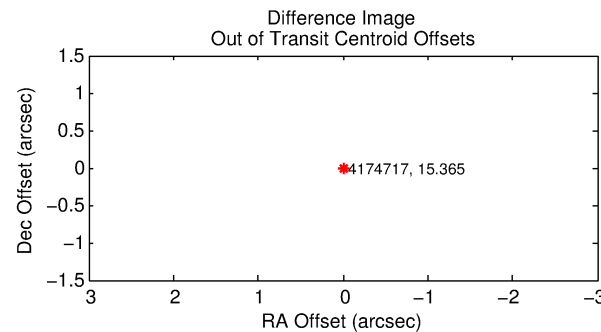 Difference Image
Out of Transit Centroid Offsets
Dec Offset (arcsec)
1.5
1
0.5
0
−0.5
−1
−1.5
4174717, 15.365
3 2 1 0 −1 −2 −3
RA Offset (arcsec)